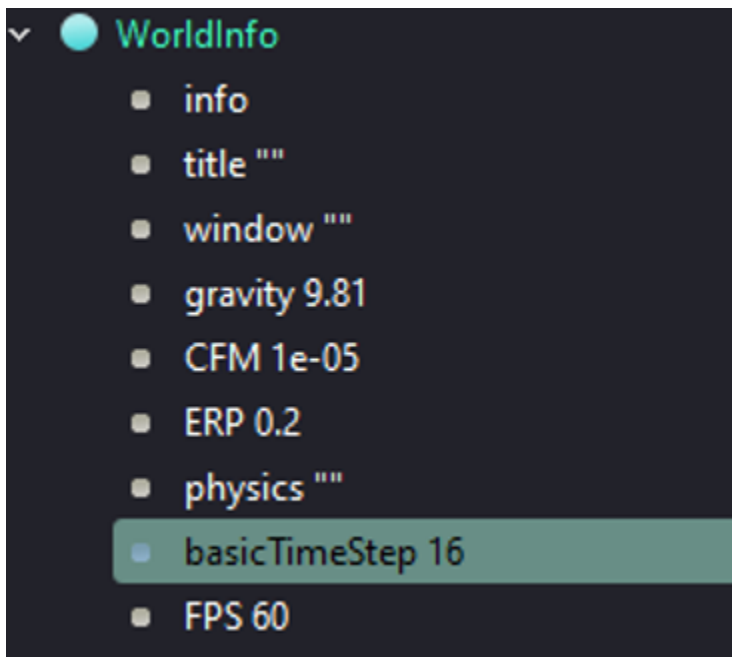 WorldInfo
info
title ""
window ""
gravity 9.81
CFM 1e-05
ERP 0.2
physics ""
basicTimeStep 16
FPS 60